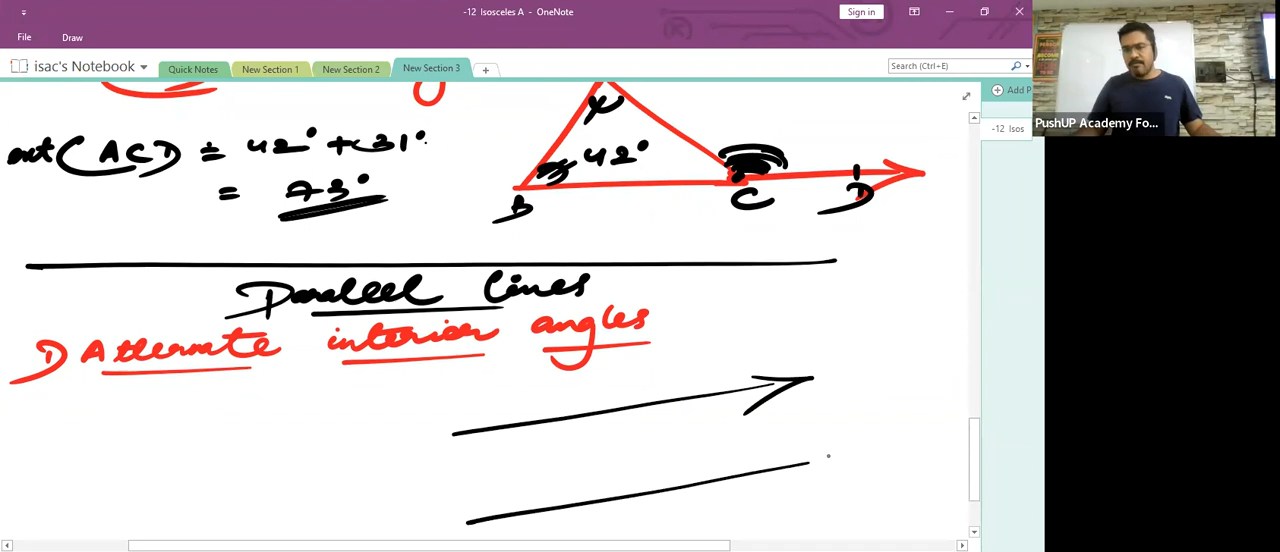 -12 Isosceles A - OneNote
Sign in
File
Draw
isac's Notebook
Quick Notes
New Section 1
New Section 2
New Section 3
+
Search (Ctrl+E)
Add P
-12 Isos
PushUP Academy Fo...
ext(ACD) = 42° + 31°
= 73°
42°
B
C
D
Parallel lines
1) Alternate interior angles